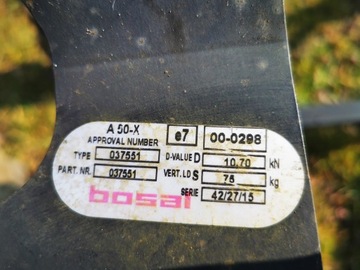 A 50-X e7 00-0298
APPROVAL NUMBER
TYPE 037551 D-VALUE D 10,70 kN
PART. NR. 037551 VERT. LD S 75 kg
bosal SERIE 42/27/15